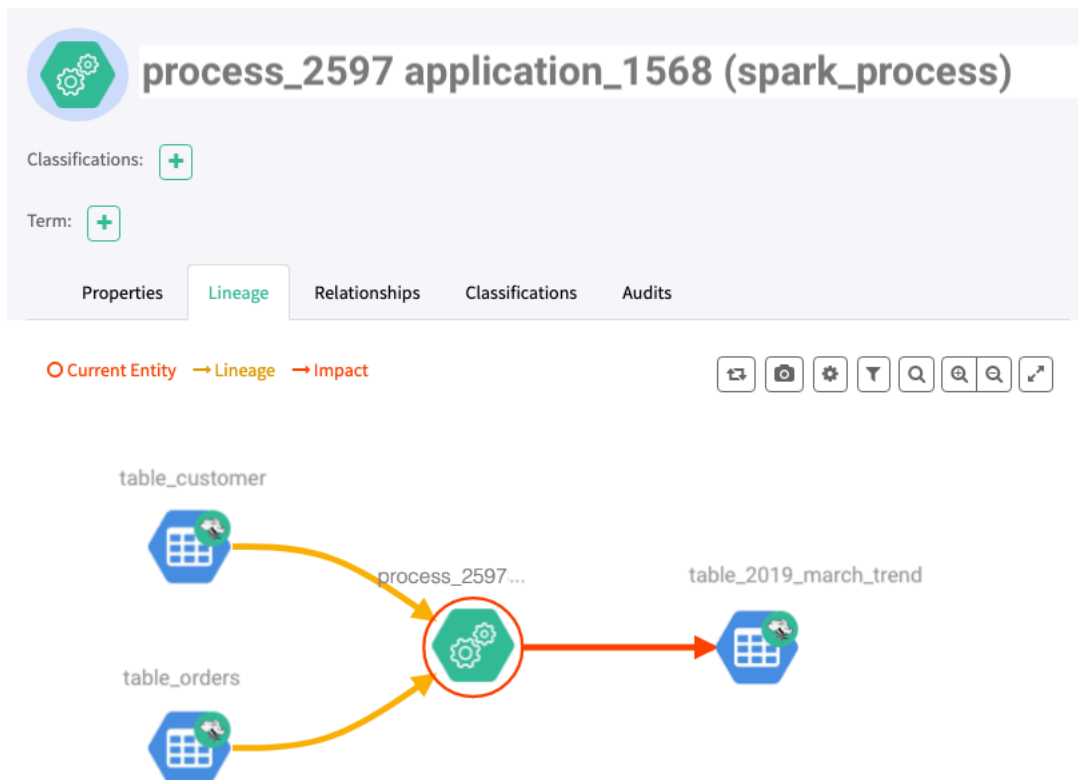 process_2597 application_1568 (spark_process)
Classifications:
Term:
Properties Lineage Relationships Classifications Audits
Current Entity Lineage Impact
table_customer
process_2597...
table_2019_march_trend
table_orders